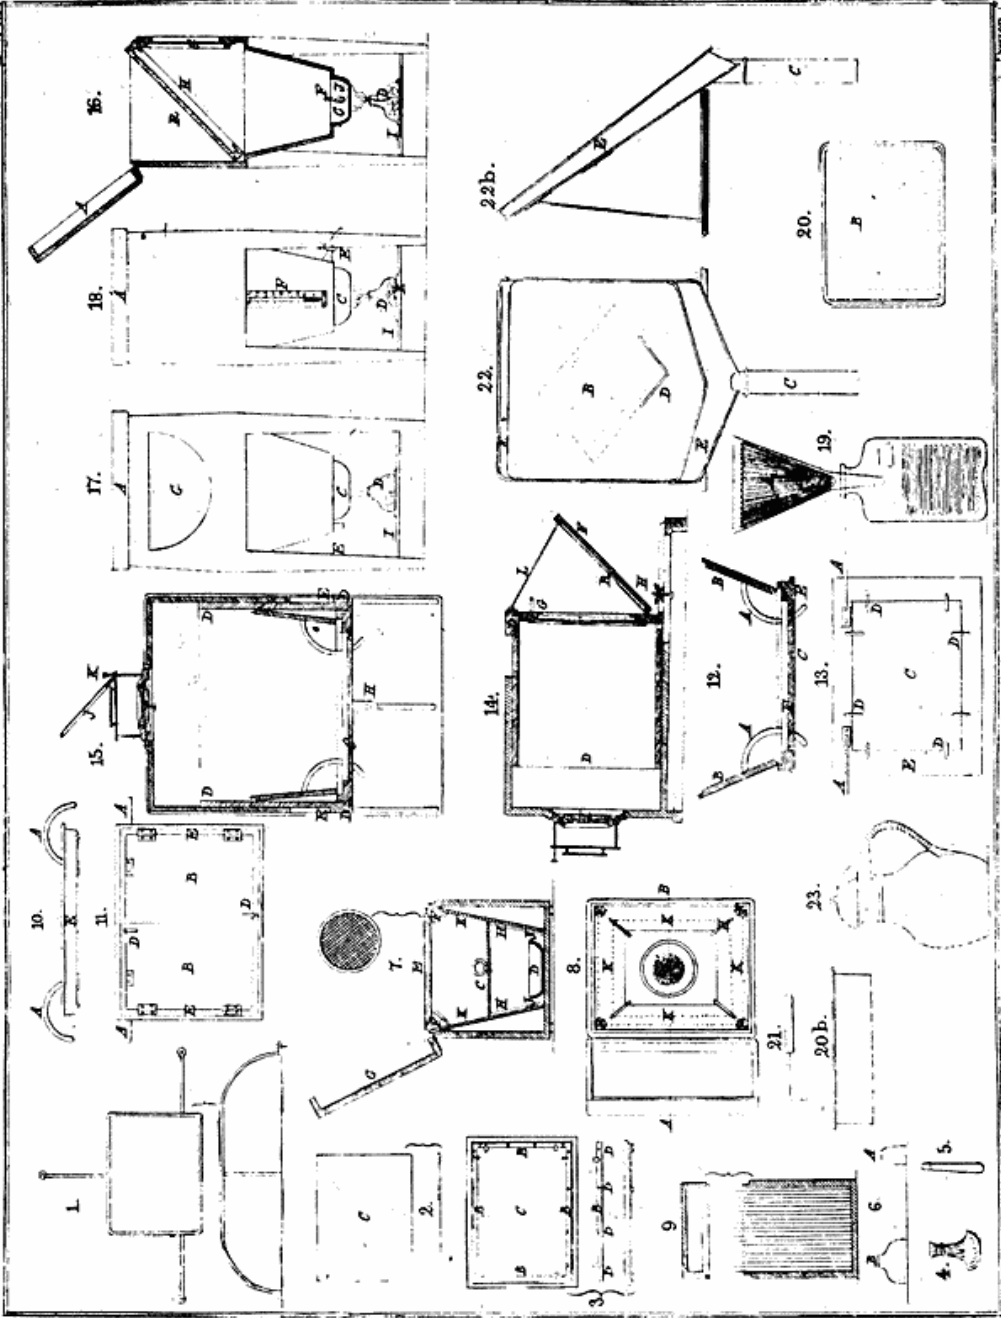 16.
A
R
H
F
G
J
D
I
18.
A
F
C
E
D
K
I
17.
A
G
C
E
D
I
15.
K
J
D
D
E
E
H
10.
A
A
E
11.
A
A
B
B
D
D
E
E
1.
22b.
E
C
22.
B
D
E
C
20.
B
19.
14.
L
G
H
D
12.
A
A
B
B
C
E
13.
A
A
C
D
D
D
D
E
7.
G
C
D
E
H
H
K
K
8.
A
B
K
K
K
K
2.
C
3.
B
B
B
B
C
B
D
D
D
D
9
6
A
B
4.
5.
21.
20b.
23.